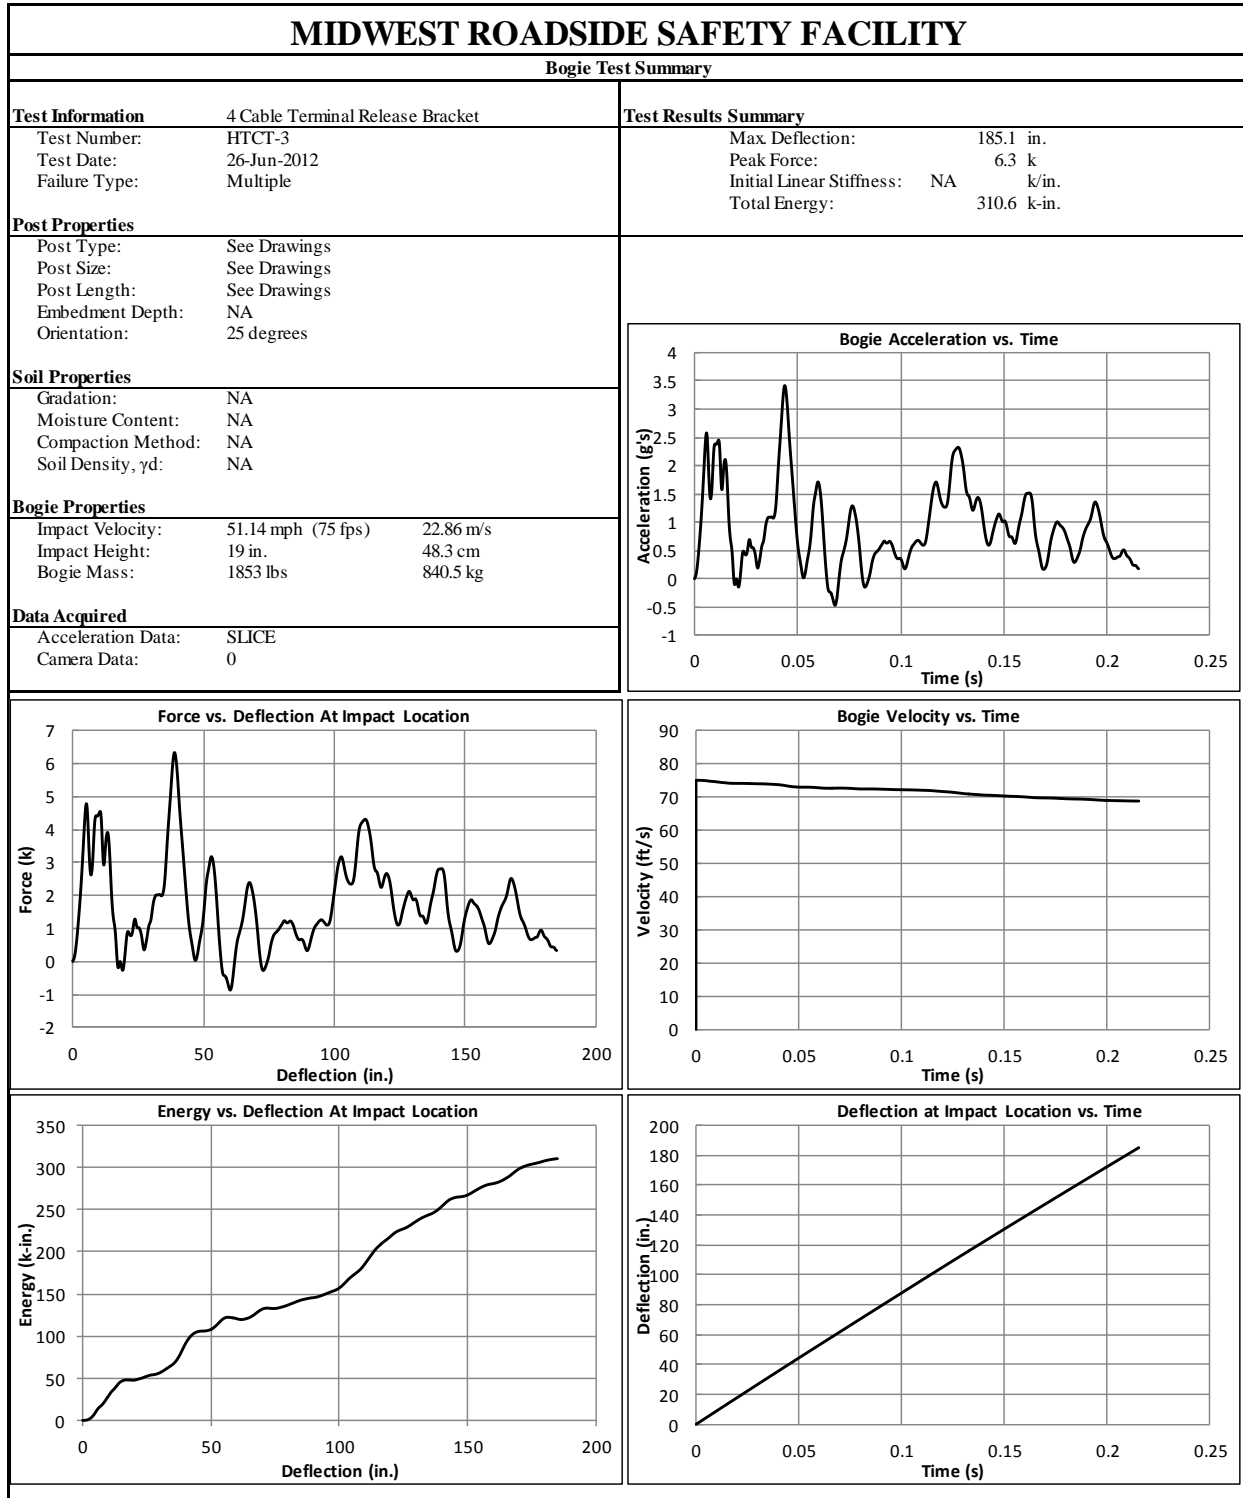 MIDWEST ROADSIDE SAFETY FACILITY
Bogie Test Summary
Test Information 4 Cable Terminal Release Bracket
Test Number: HTCT-3
Test Date: 26-Jun-2012
Failure Type: Multiple
Post Properties
Post Type: See Drawings
Post Size: See Drawings
Post Length: See Drawings
Embedment Depth: NA
Orientation: 25 degrees
Soil Properties
Gradation: NA
Moisture Content: NA
Compaction Method: NA
Soil Density, γd: NA
Bogie Properties
Impact Velocity: 51.14 mph (75 fps) 22.86 m/s
Impact Height: 19 in. 48.3 cm
Bogie Mass: 1853 lbs 840.5 kg
Data Acquired
Acceleration Data: SLICE
Camera Data: 0
Test Results Summary
Max. Deflection: 185.1 in.
Peak Force: 6.3 k
Initial Linear Stiffness: NA k/in.
Total Energy: 310.6 k-in.
Bogie Acceleration vs. Time
Acceleration (g's)
4
3.5
3
2.5
2
1.5
1
0.5
0
-0.5
-1
0 0.05 0.1 0.15 0.2 0.25
Time (s)
Force vs. Deflection At Impact Location
Force (k)
7
6
5
4
3
2
1
0
-1
-2
0 50 100 150 200
Deflection (in.)
Bogie Velocity vs. Time
Velocity (ft/s)
90
80
70
60
50
40
30
20
10
0
0 0.05 0.1 0.15 0.2 0.25
Time (s)
Energy vs. Deflection At Impact Location
Energy (k-in.)
350
300
250
200
150
100
50
0
0 50 100 150 200
Deflection (in.)
Deflection at Impact Location vs. Time
Deflection (in.)
200
180
160
140
120
100
80
60
40
20
0
0 0.05 0.1 0.15 0.2 0.25
Time (s)